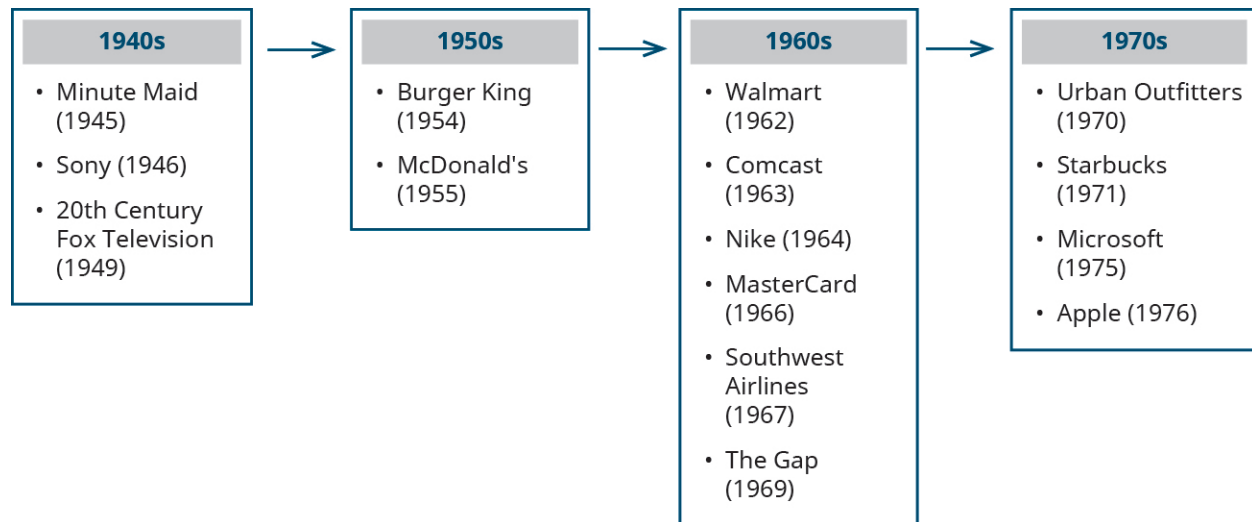 1940s
• Minute Maid
(1945)
• Sony (1946)
• 20th Century
Fox Television
(1949)
1950s
• Burger King
(1954)
• McDonald's
(1955)
1960s
• Walmart
(1962)
• Comcast
(1963)
• Nike (1964)
• MasterCard
(1966)
• Southwest
Airlines
(1967)
• The Gap
(1969)
1970s
• Urban Outfitters
(1970)
• Starbucks
(1971)
• Microsoft
(1975)
• Apple (1976)